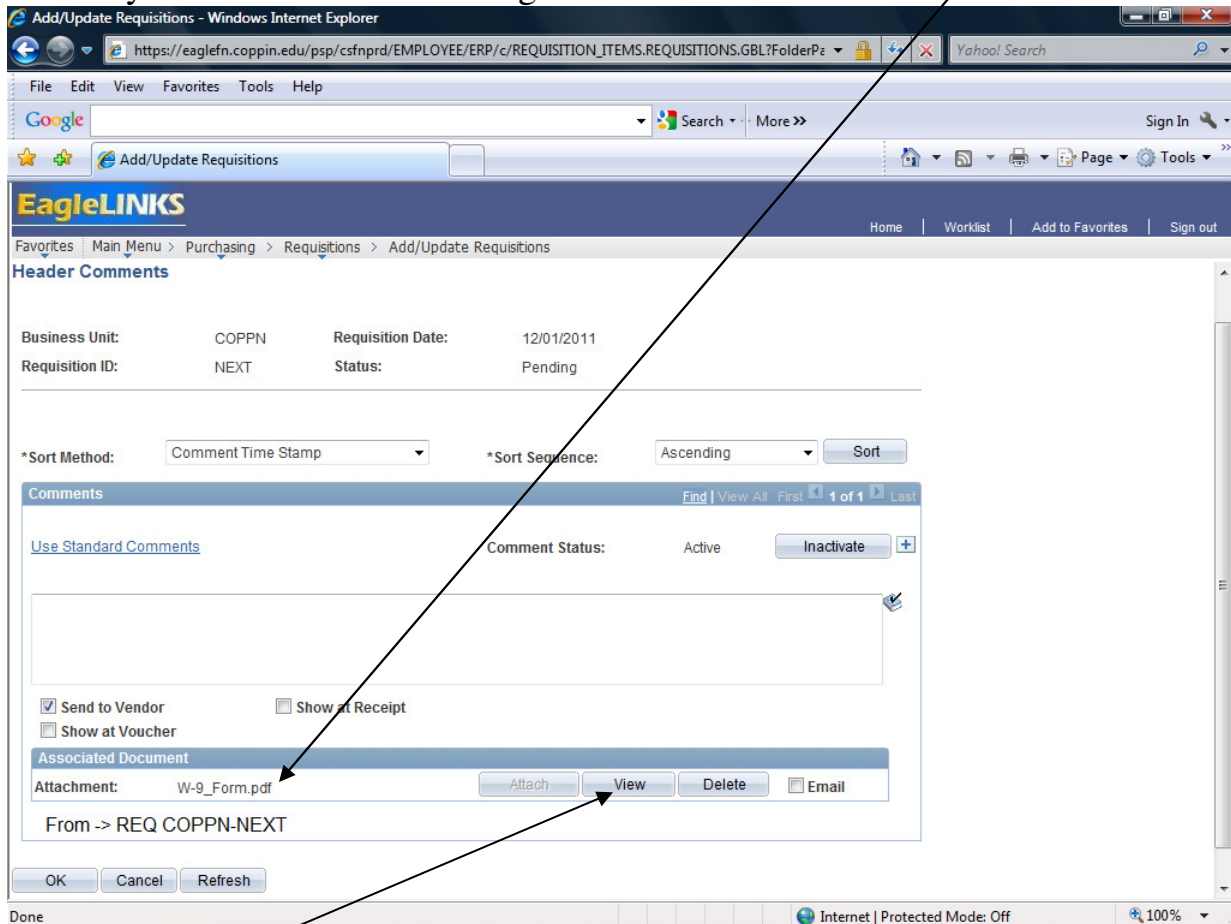 Add/Update Requisitions - Windows Internet Explorer
https://eaglefn.coppin.edu/psp/csfnprd/EMPLOYEE/ERP/c/REQUISITION_ITEMS.REQUISITIONS.GBL?FolderPa
Yahoo! Search
File Edit View Favorites Tools Help
Google Search More >> Sign In
Add/Update Requisitions Page Tools >>
EagleLINKS
Home | Worklist | Add to Favorites | Sign out
Favorites Main Menu > Purchasing > Requisitions > Add/Update Requisitions
Header Comments
Business Unit: COPPN Requisition Date: 12/01/2011
Requisition ID: NEXT Status: Pending
*Sort Method: Comment Time Stamp *Sort Sequence: Ascending Sort
Comments Find | View All First 1 of 1 Last
Use Standard Comments Comment Status: Active Inactivate +
Send to Vendor Show at Receipt
Show at Voucher
Associated Document
Attachment: W-9_Form.pdf Attach View Delete Email
From -> REQ COPPN-NEXT
OK Cancel Refresh
Done Internet | Protected Mode: Off 100%